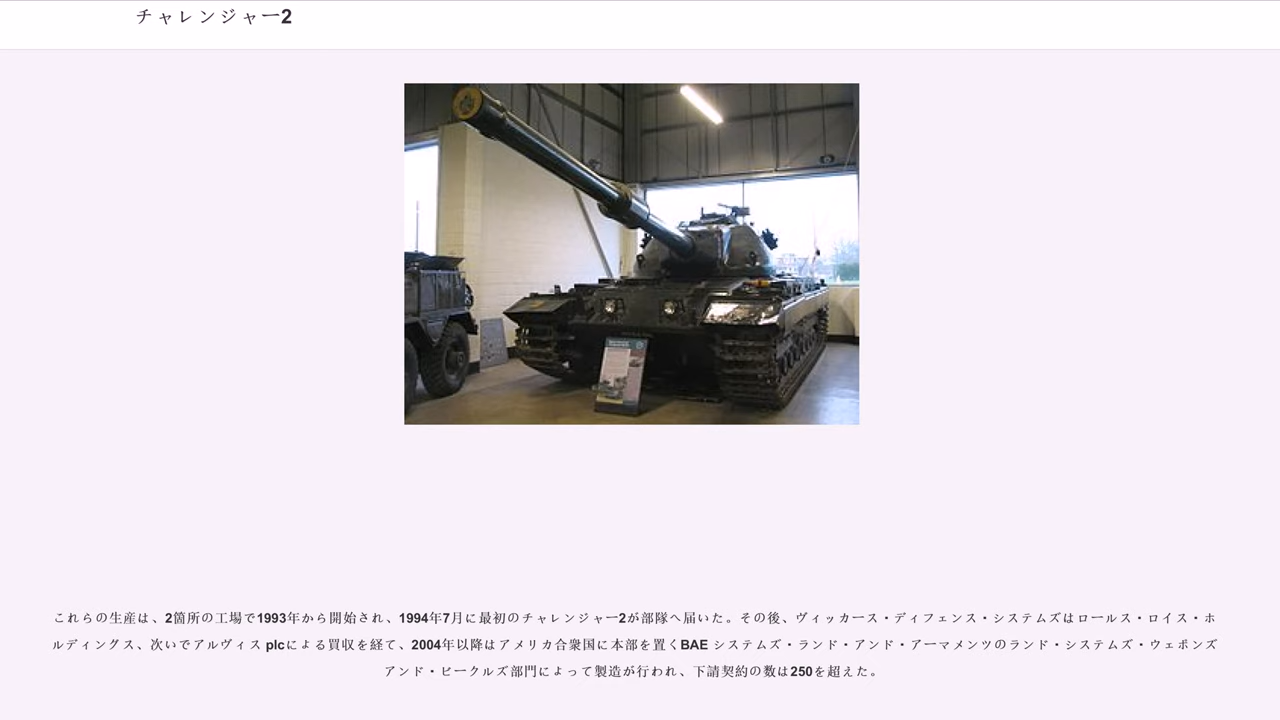 チャレンジャー2
これらの生産は、2箇所の工場で1993年から開始され、1994年7月に最初のチャレンジャー2が部隊へ届いた。その後、ヴィッカース・ディフェンス・システムズはロールス・ロイス・ホ
ルディングス、次いでアルヴィス plcによる買収を経て、2004年以降はアメリカ合衆国に本部を置くBAE システムズ・ランド・アンド・アーマメンツのランド・システムズ・ウェポンズ
アンド・ビークルズ部門によって製造が行われ、下請契約の数は250を超えた。